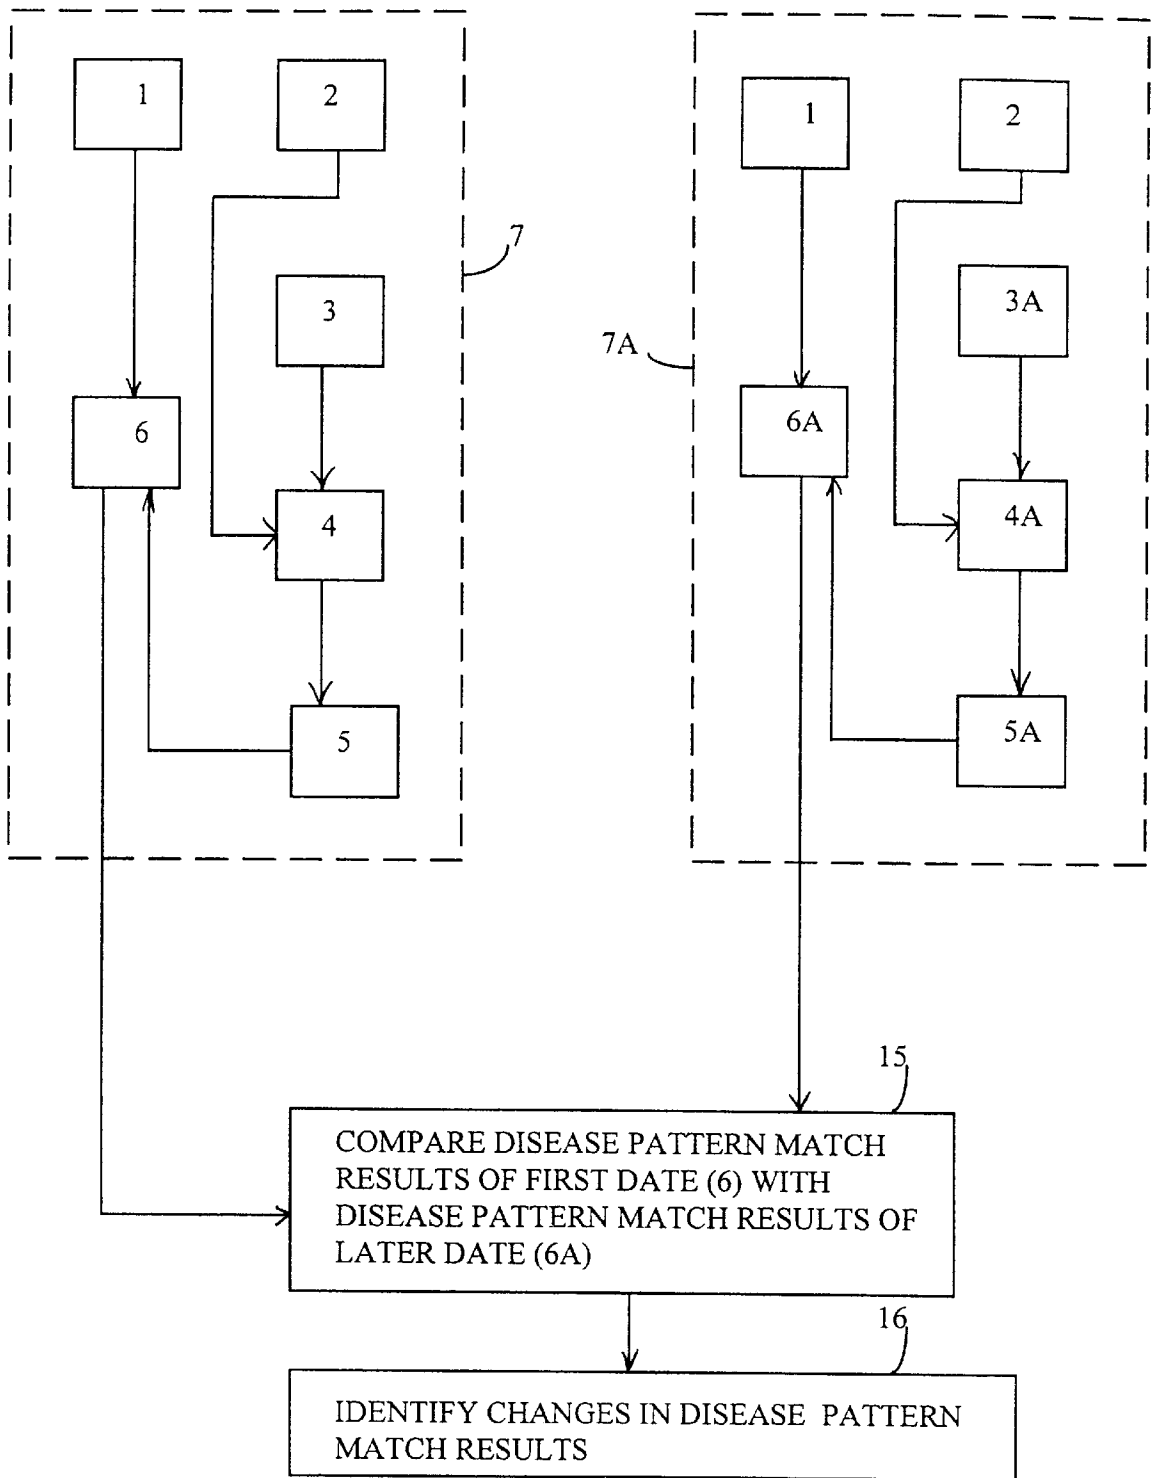 1
2
7
3
6
4
5
1
2
3A
7A
6A
4A
5A
15
COMPARE DISEASE PATTERN MATCH
RESULTS OF FIRST DATE (6) WITH
DISEASE PATTERN MATCH RESULTS OF
LATER DATE (6A)
16
IDENTIFY CHANGES IN DISEASE PATTERN
MATCH RESULTS